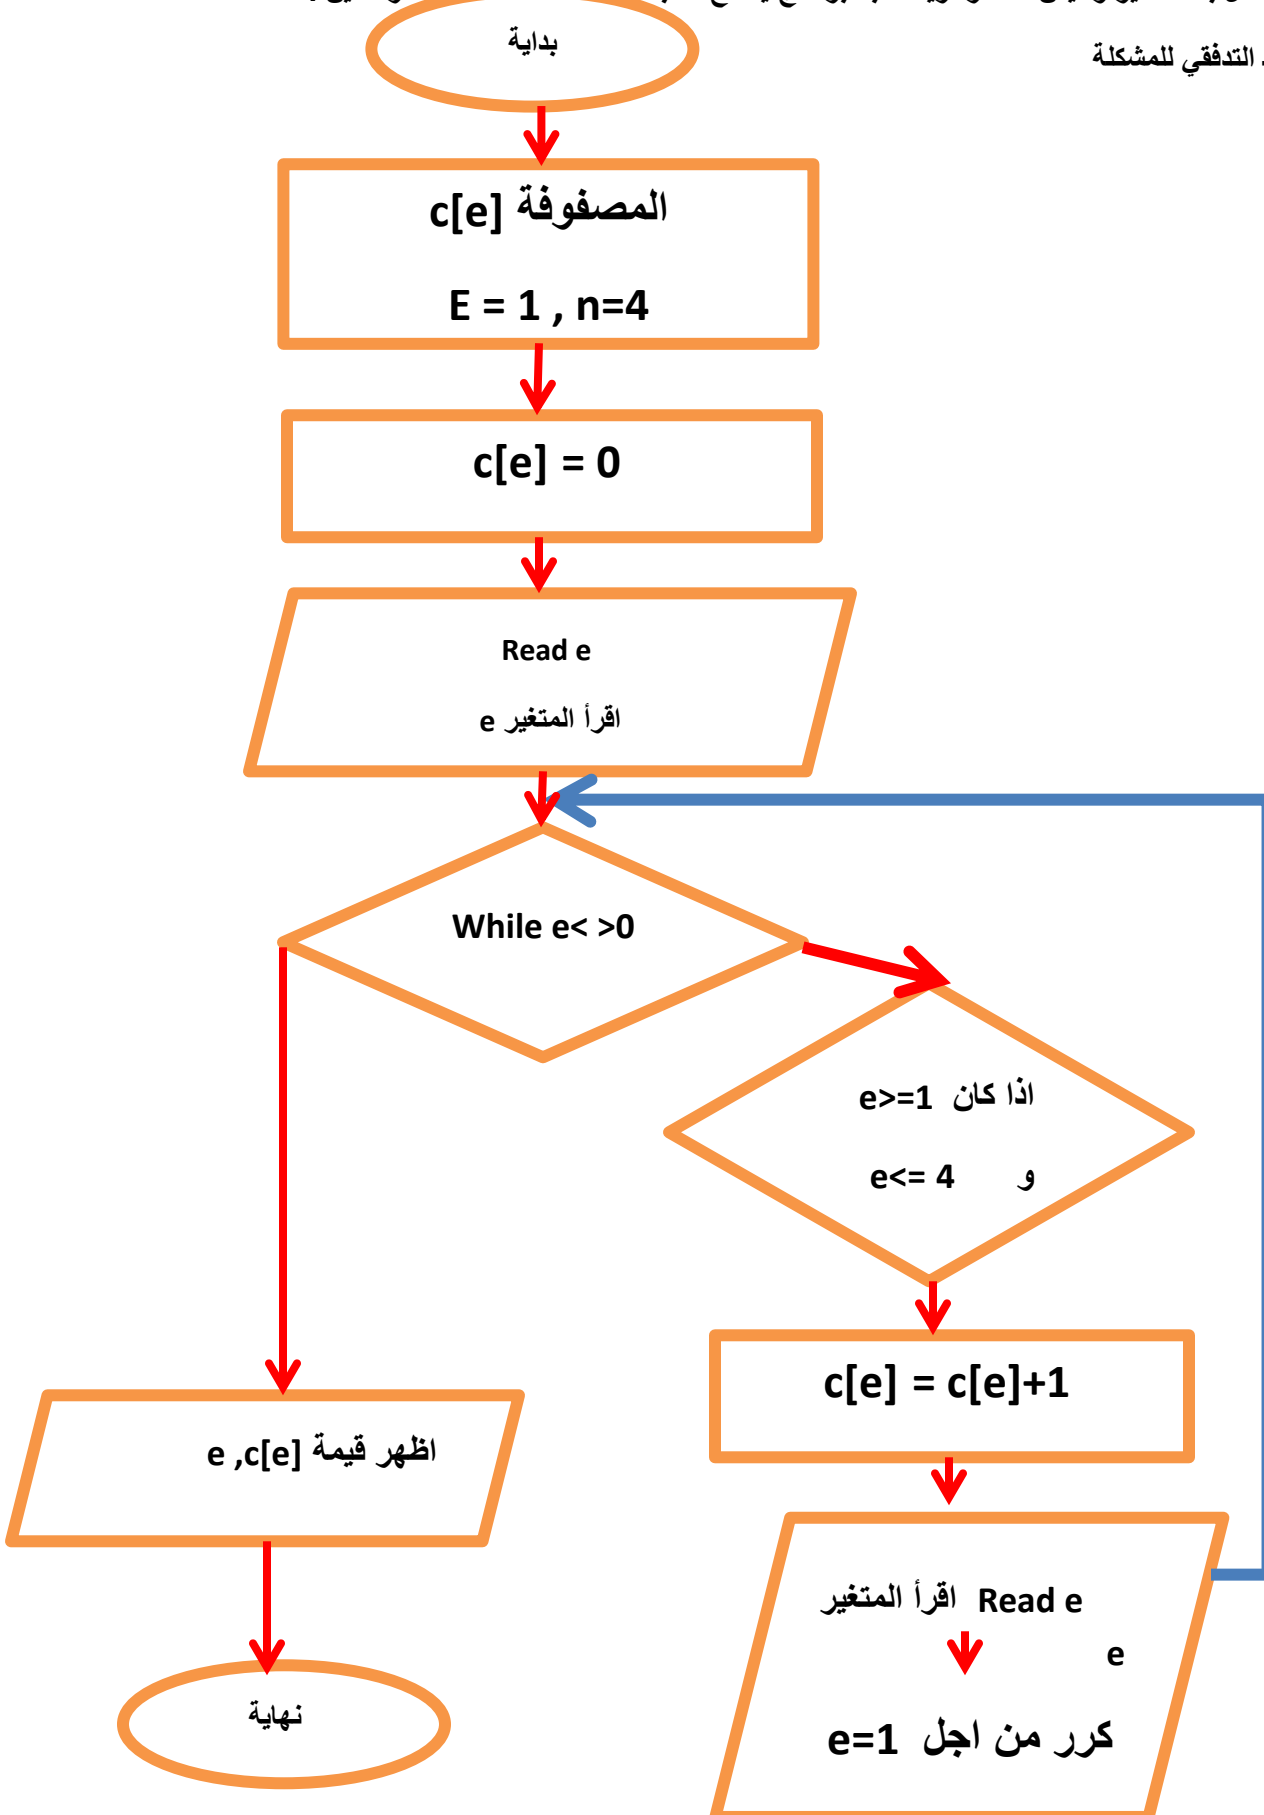 التدفقي للمشكلة
بداية
المصفوفة c[e]
E = 1 , n=4
c[e] = 0
Read e
اقرأ المتغير e
While e< >0
اذا كان e>=1
و e<= 4
c[e] = c[e]+1
اظهر قيمة e ,c[e]
Read e اقرأ المتغير
e
كرر من اجل e=1
نهاية